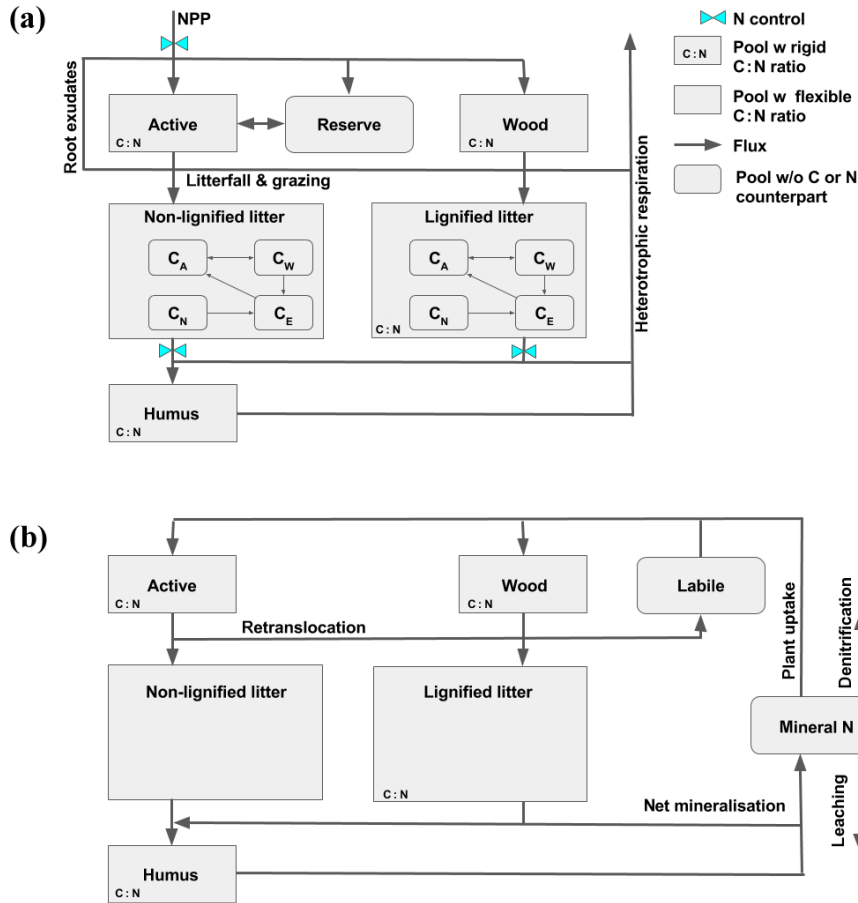 (a)
NPP
N control
C : N
Pool w rigid
C : N ratio
Pool w flexible
C : N ratio
Flux
Pool w/o C or N
counterpart
Root exudates
Active
C : N
Reserve
Wood
C : N
Litterfall & grazing
Heterotrophic respiration
Non-lignified litter
C_A
C_W
C_N
C_E
Lignified litter
C_A
C_W
C_N
C_E
C : N
Humus
C : N
(b)
Active
C : N
Wood
C : N
Labile
Retranslocation
Plant uptake
Denitrification
Non-lignified litter
Lignified litter
C : N
Mineral N
Net mineralisation
Leaching
Humus
C : N